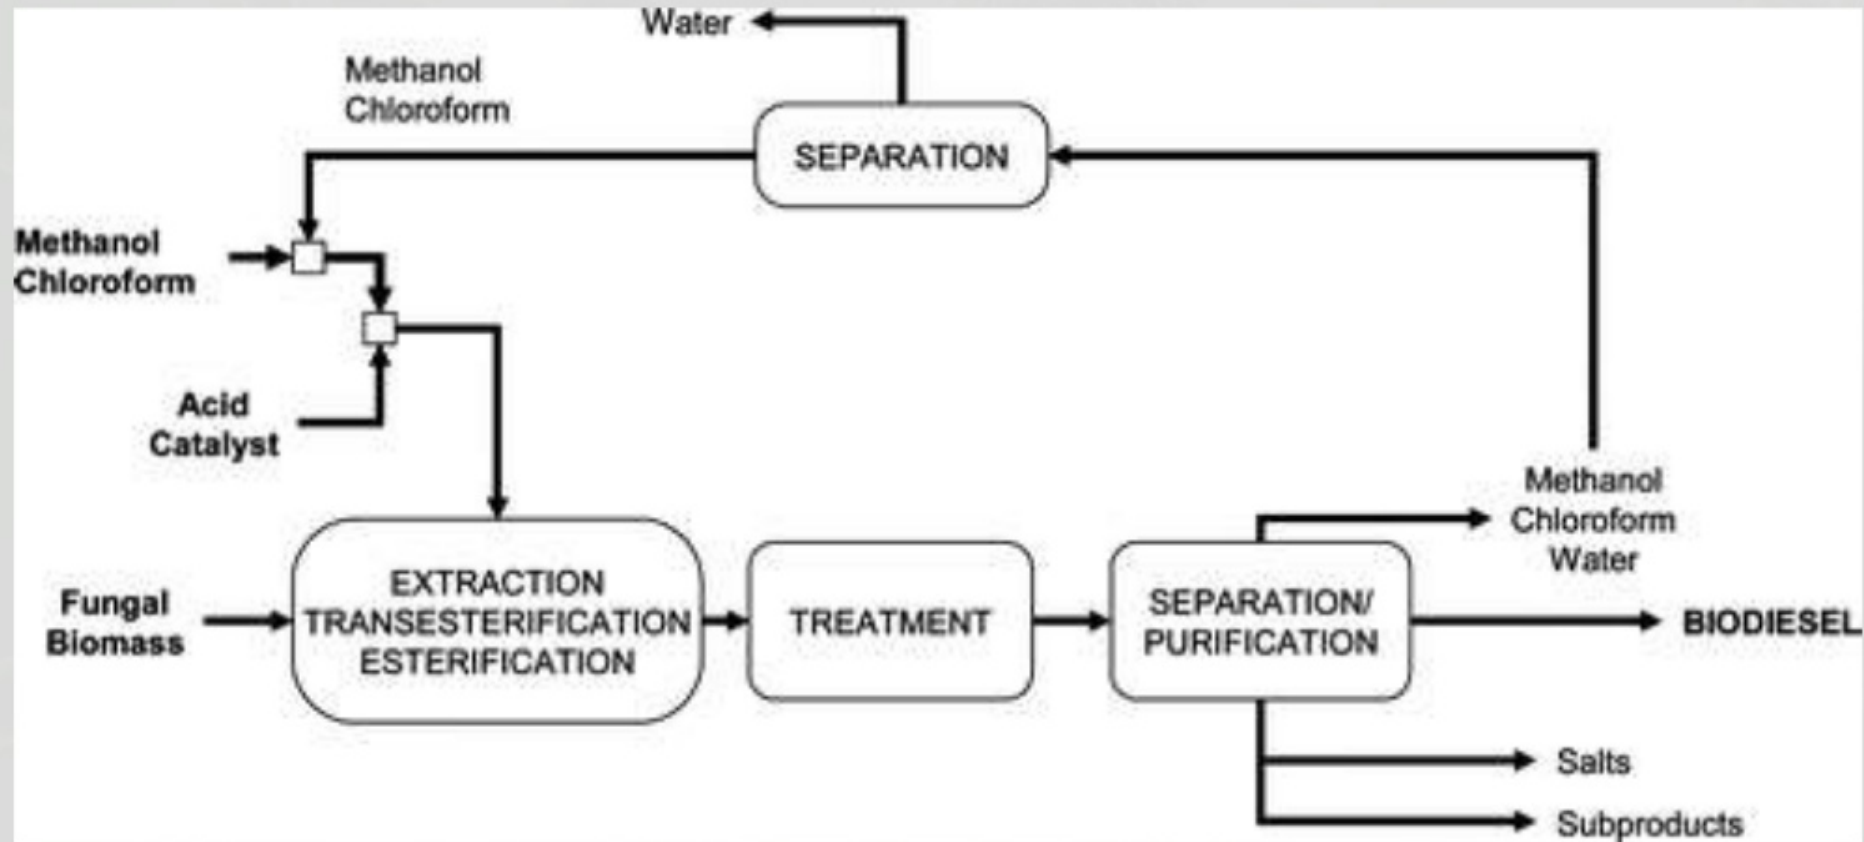 Water
Methanol
Chloroform
SEPARATION
Methanol
Chloroform
Acid
Catalyst
Methanol
Chloroform
Water
Fungal
Biomass
EXTRACTION
TRANSESTERIFICATION
ESTERIFICATION
TREATMENT
SEPARATION/
PURIFICATION
BIODIESEL
Salts
Subproducts